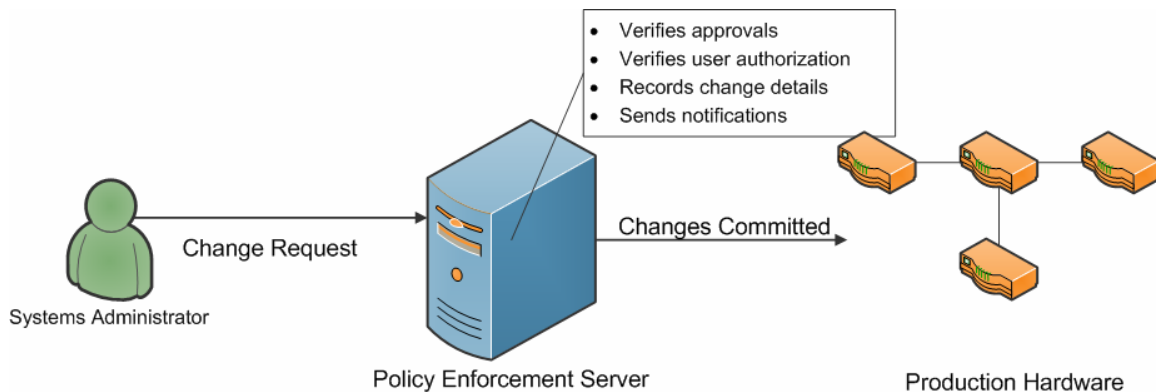 • Verifies approvals
• Verifies user authorization
• Records change details
• Sends notifications
Change Request
Changes Committed
Systems Administrator
Policy Enforcement Server
Production Hardware